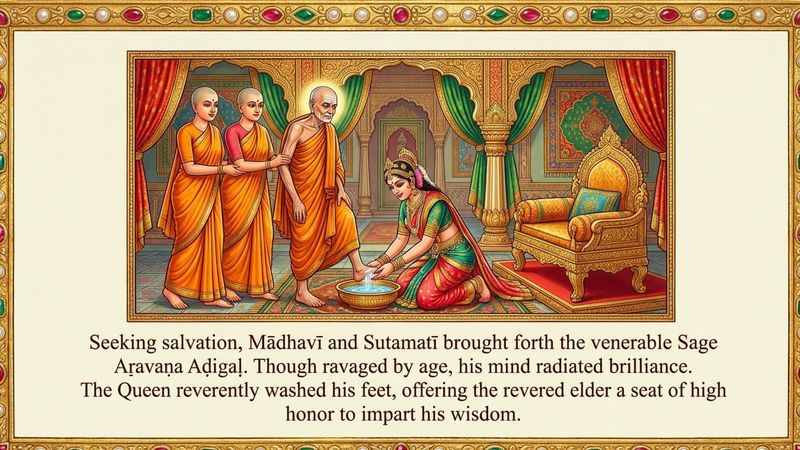 Seeking salvation, Mādhavī and Sutamatī brought forth the venerable Sage
Aṟavaṇa Aḍigaḷ. Though ravaged by age, his mind radiated brilliance.
The Queen reverently washed his feet, offering the revered elder a seat of high
honor to impart his wisdom.